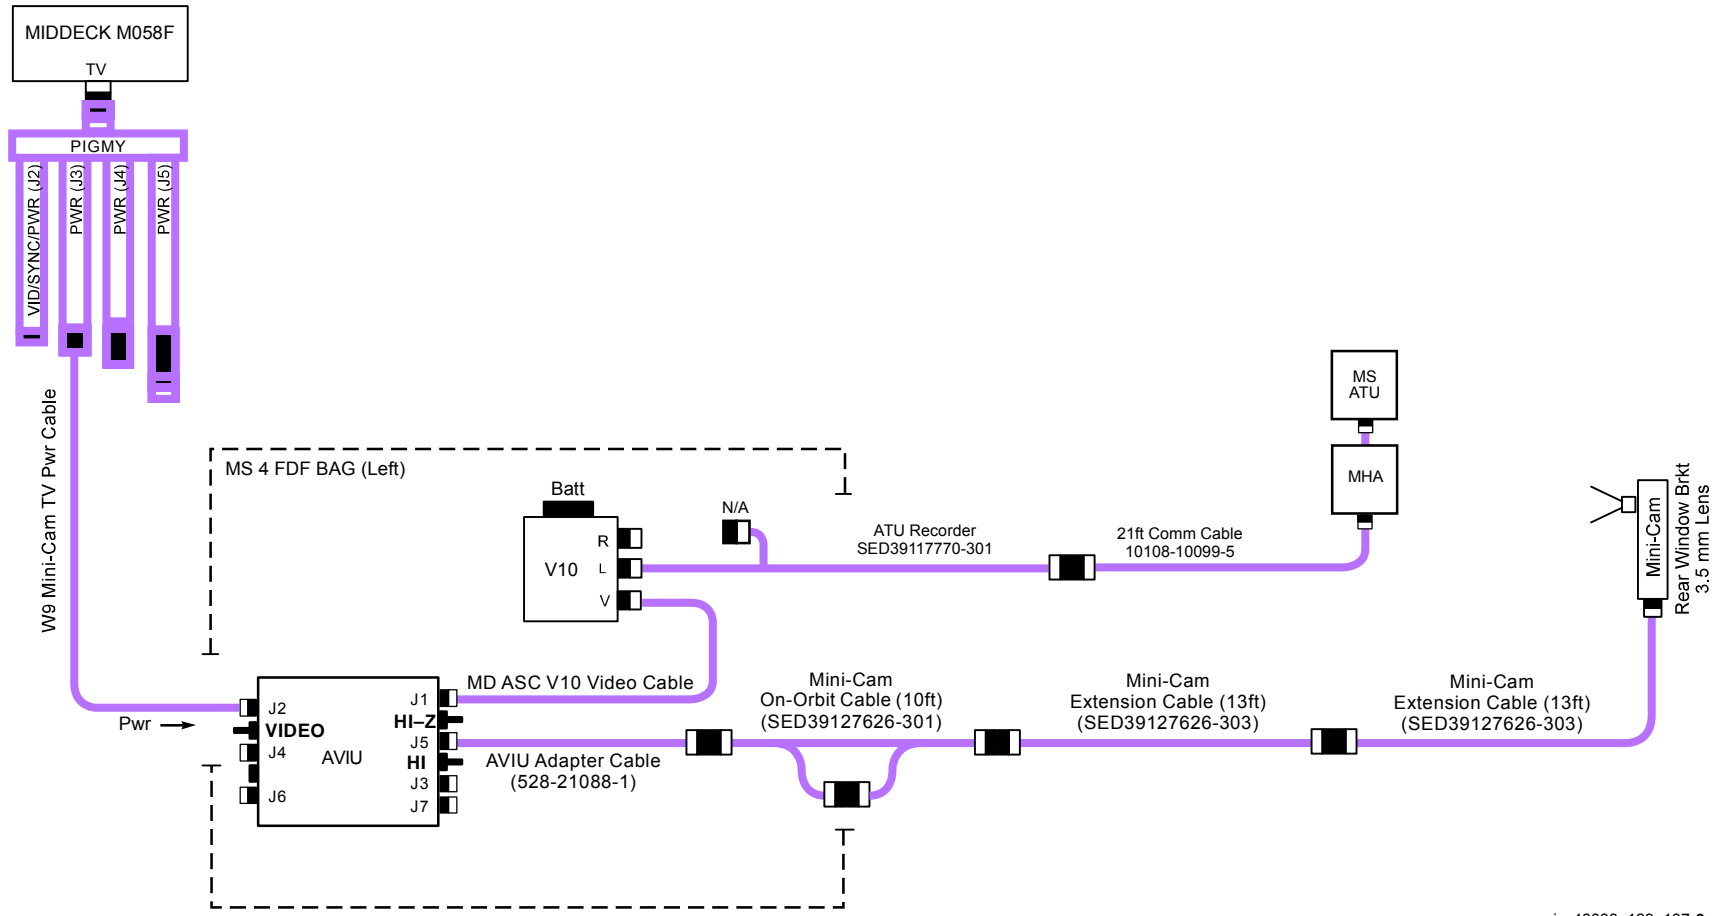 MIDDECK M058F
TV
PIGMY
VID/SYNC/PWR (J2)
PWR (J3)
PWR (J4)
PWR (J5)
W9 Mini-Cam TV Pwr Cable
MS 4 FDF BAG (Left)
Batt
V10
R
L
V
N/A
ATU Recorder
SED39117770-301
21ft Comm Cable
10108-10099-5
MS
ATU
MHA
Mini-Cam
Rear Window Brkt
3.5 mm Lens
Pwr
J2
VIDEO
J4
J6
AVIU
J1
HI–Z
J5
HI
J3
J7
MD ASC V10 Video Cable
AVIU Adapter Cable
(528-21088-1)
Mini-Cam
On-Orbit Cable (10ft)
(SED39127626-301)
Mini-Cam
Extension Cable (13ft)
(SED39127626-303)
Mini-Cam
Extension Cable (13ft)
(SED39127626-303)